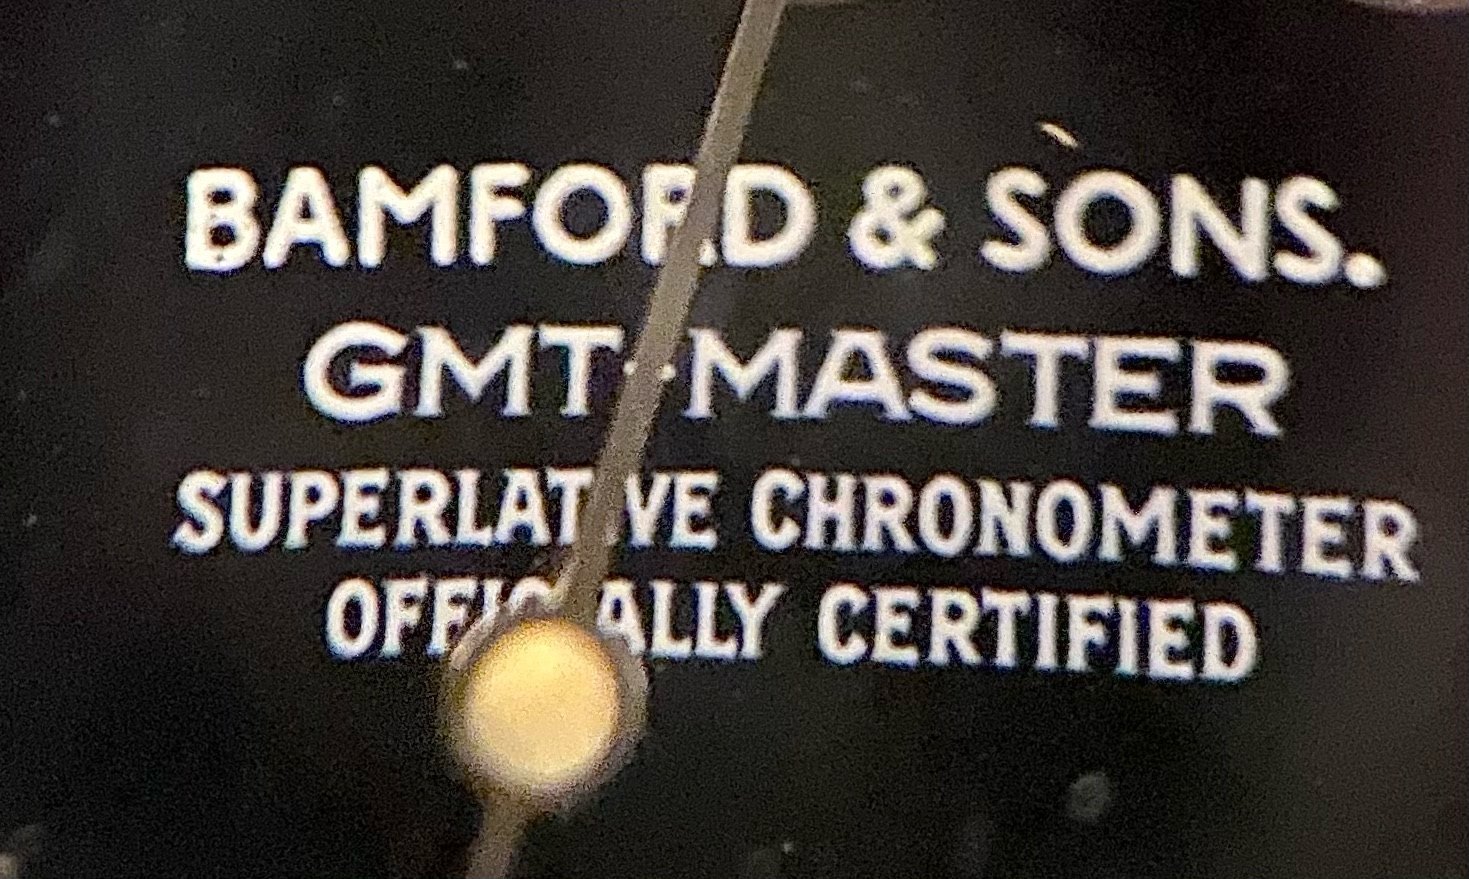 BAMFORD & SONS.
GMT-MASTER
SUPERLATIVE CHRONOMETER
OFFICIALLY CERTIFIED